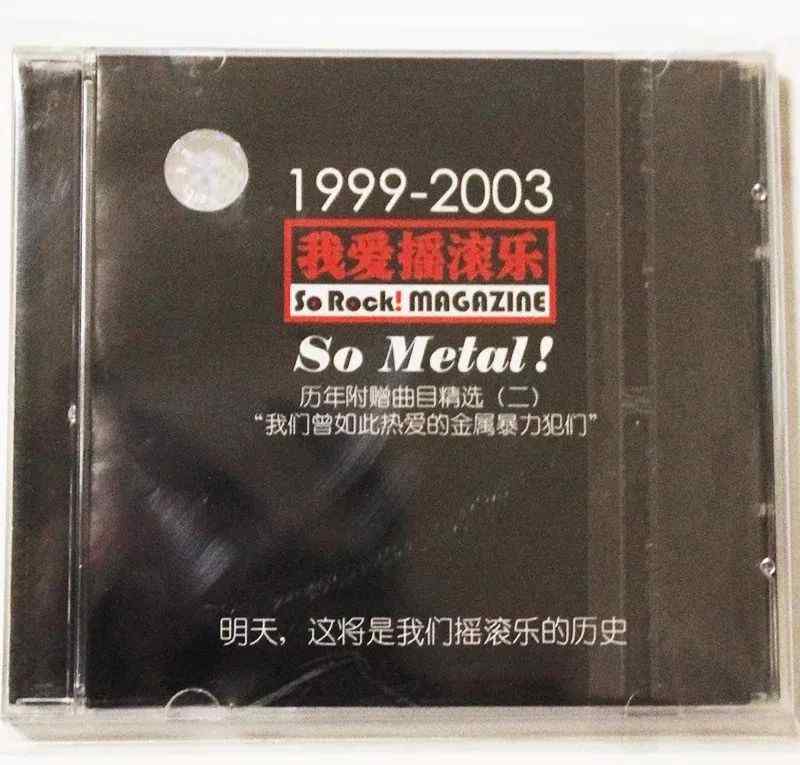 1999-2003
我爱摇滚乐
So Rock! MAGAZINE
So Metal!
历年附赠曲目精选（二）
“我们曾如此热爱的金属暴力犯们”
明天，这将是我们摇滚乐的历史